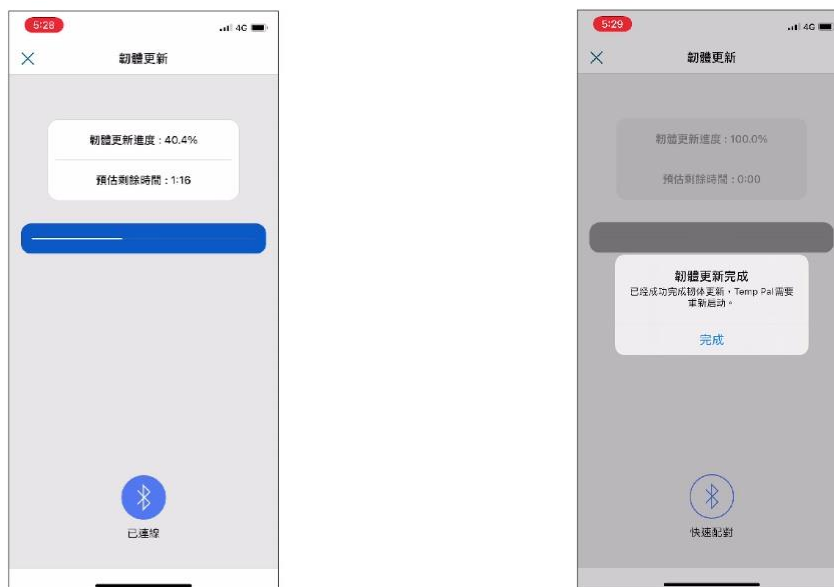 5:28
4G
韌體更新
韌體更新進度 : 40.4%
預估剩餘時間 : 1:16
已連線
5:29
4G
韌體更新
韌體更新進度 : 100.0%
預估剩餘時間 : 0:00
韌體更新完成
已经成功完成韧体更新，Temp Pal需要
重新启动。
完成
快速配對